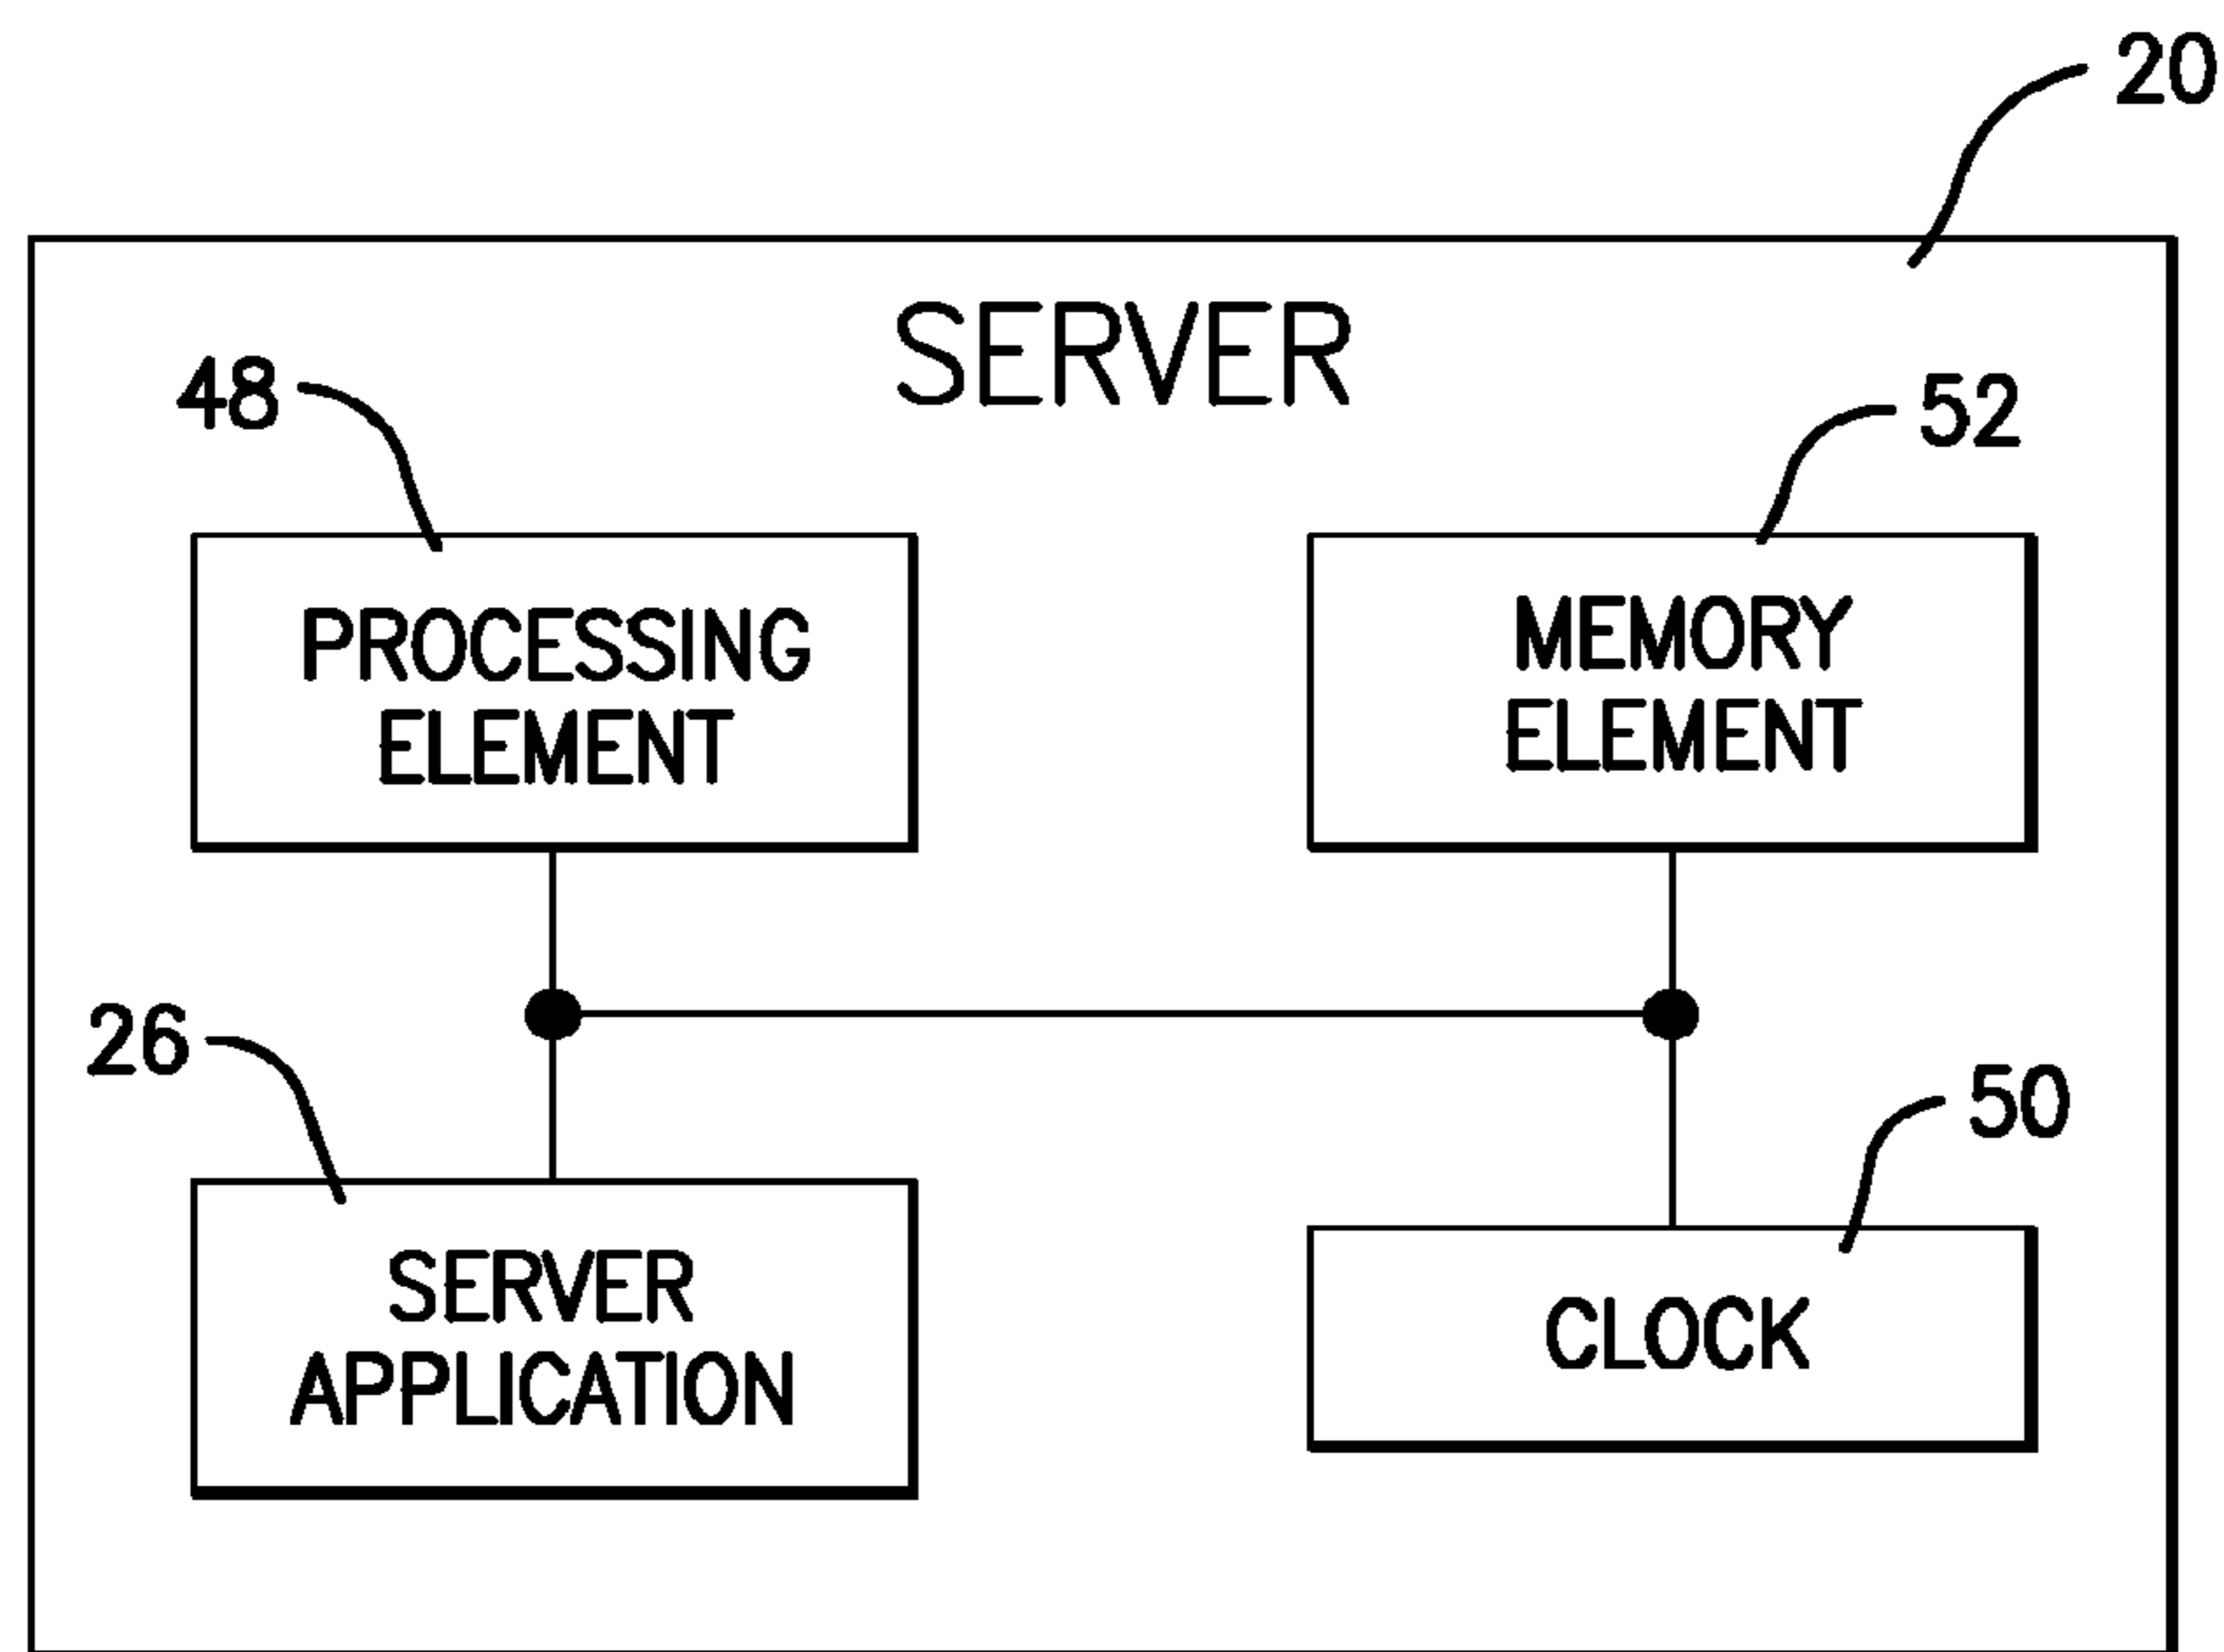 20
SERVER
48
52
PROCESSING
ELEMENT
MEMORY
ELEMENT
26
50
SERVER
APPLICATION
CLOCK